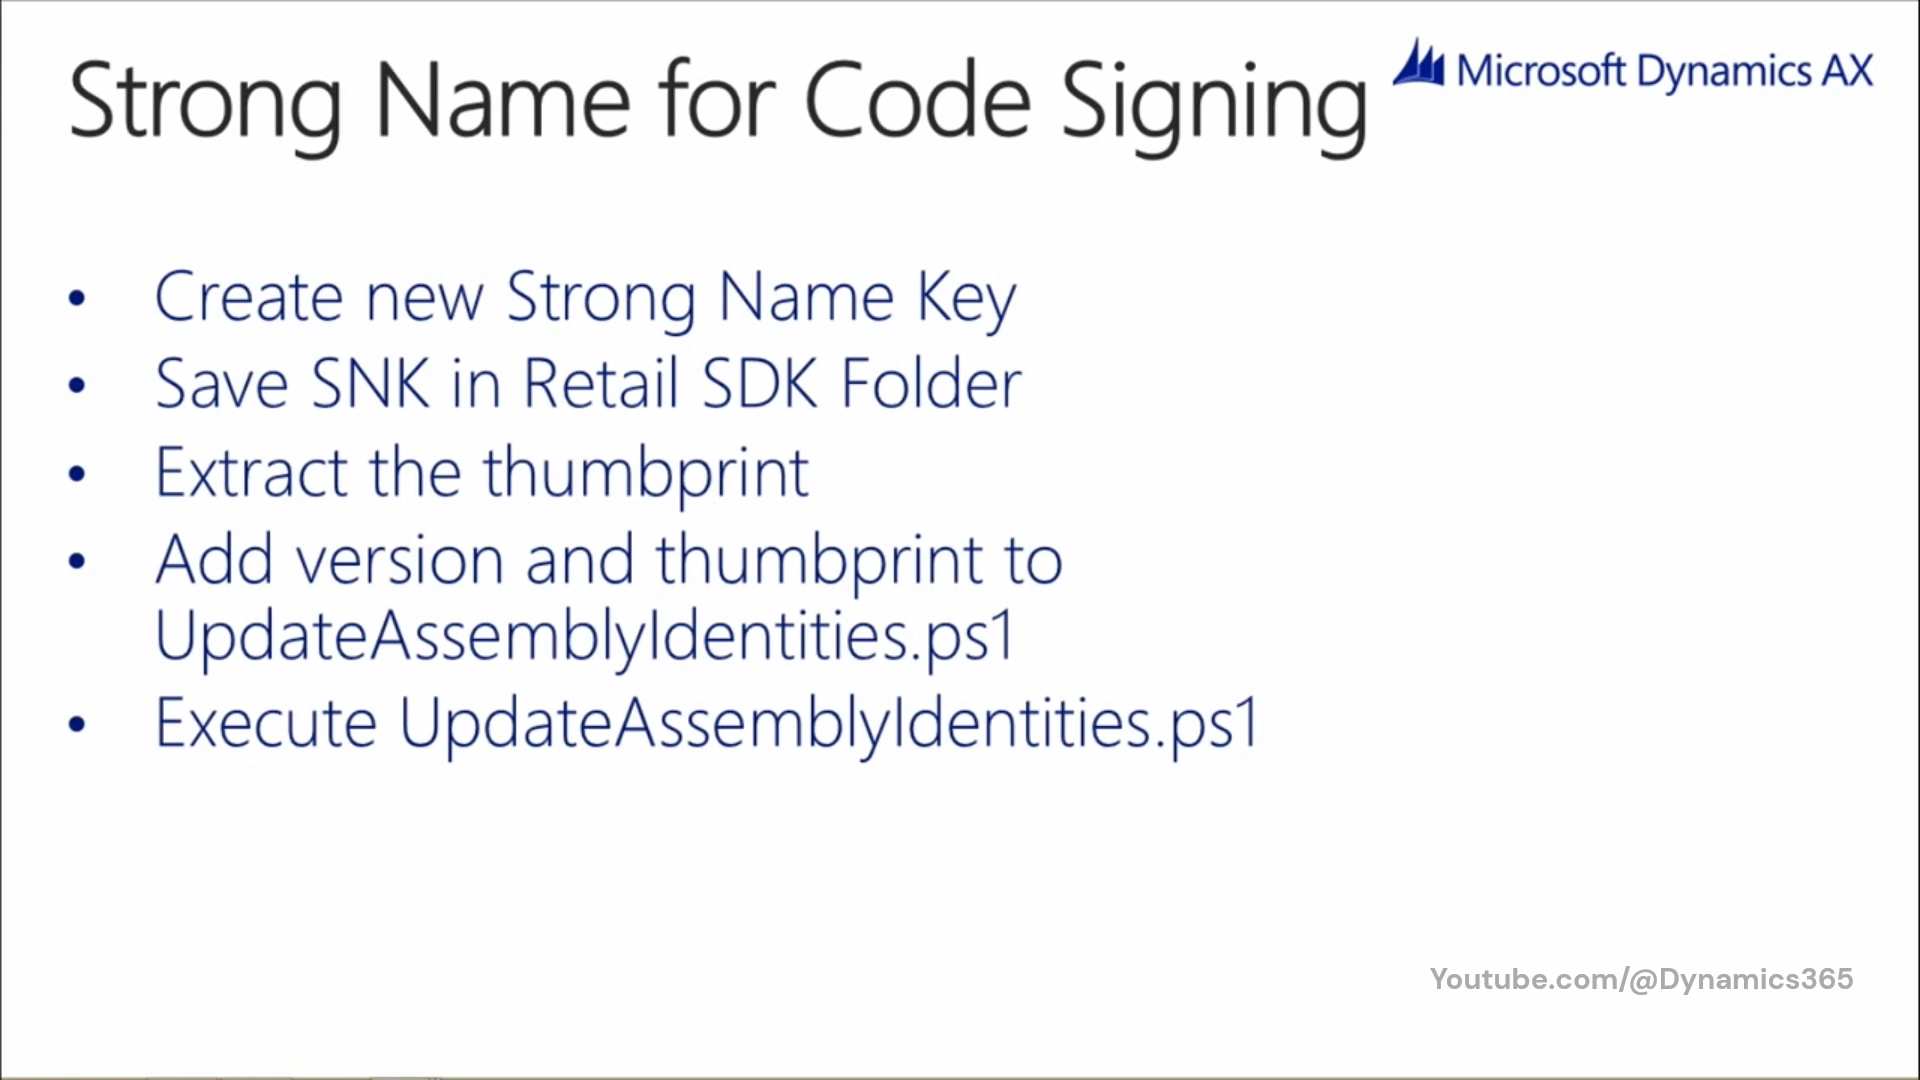 Strong Name for Code Signing
Microsoft Dynamics AX
• Create new Strong Name Key
• Save SNK in Retail SDK Folder
• Extract the thumbprint
• Add version and thumbprint to
UpdateAssemblyIdentities.ps1
• Execute UpdateAssemblyIdentities.ps1
Youtube.com/@Dynamics365